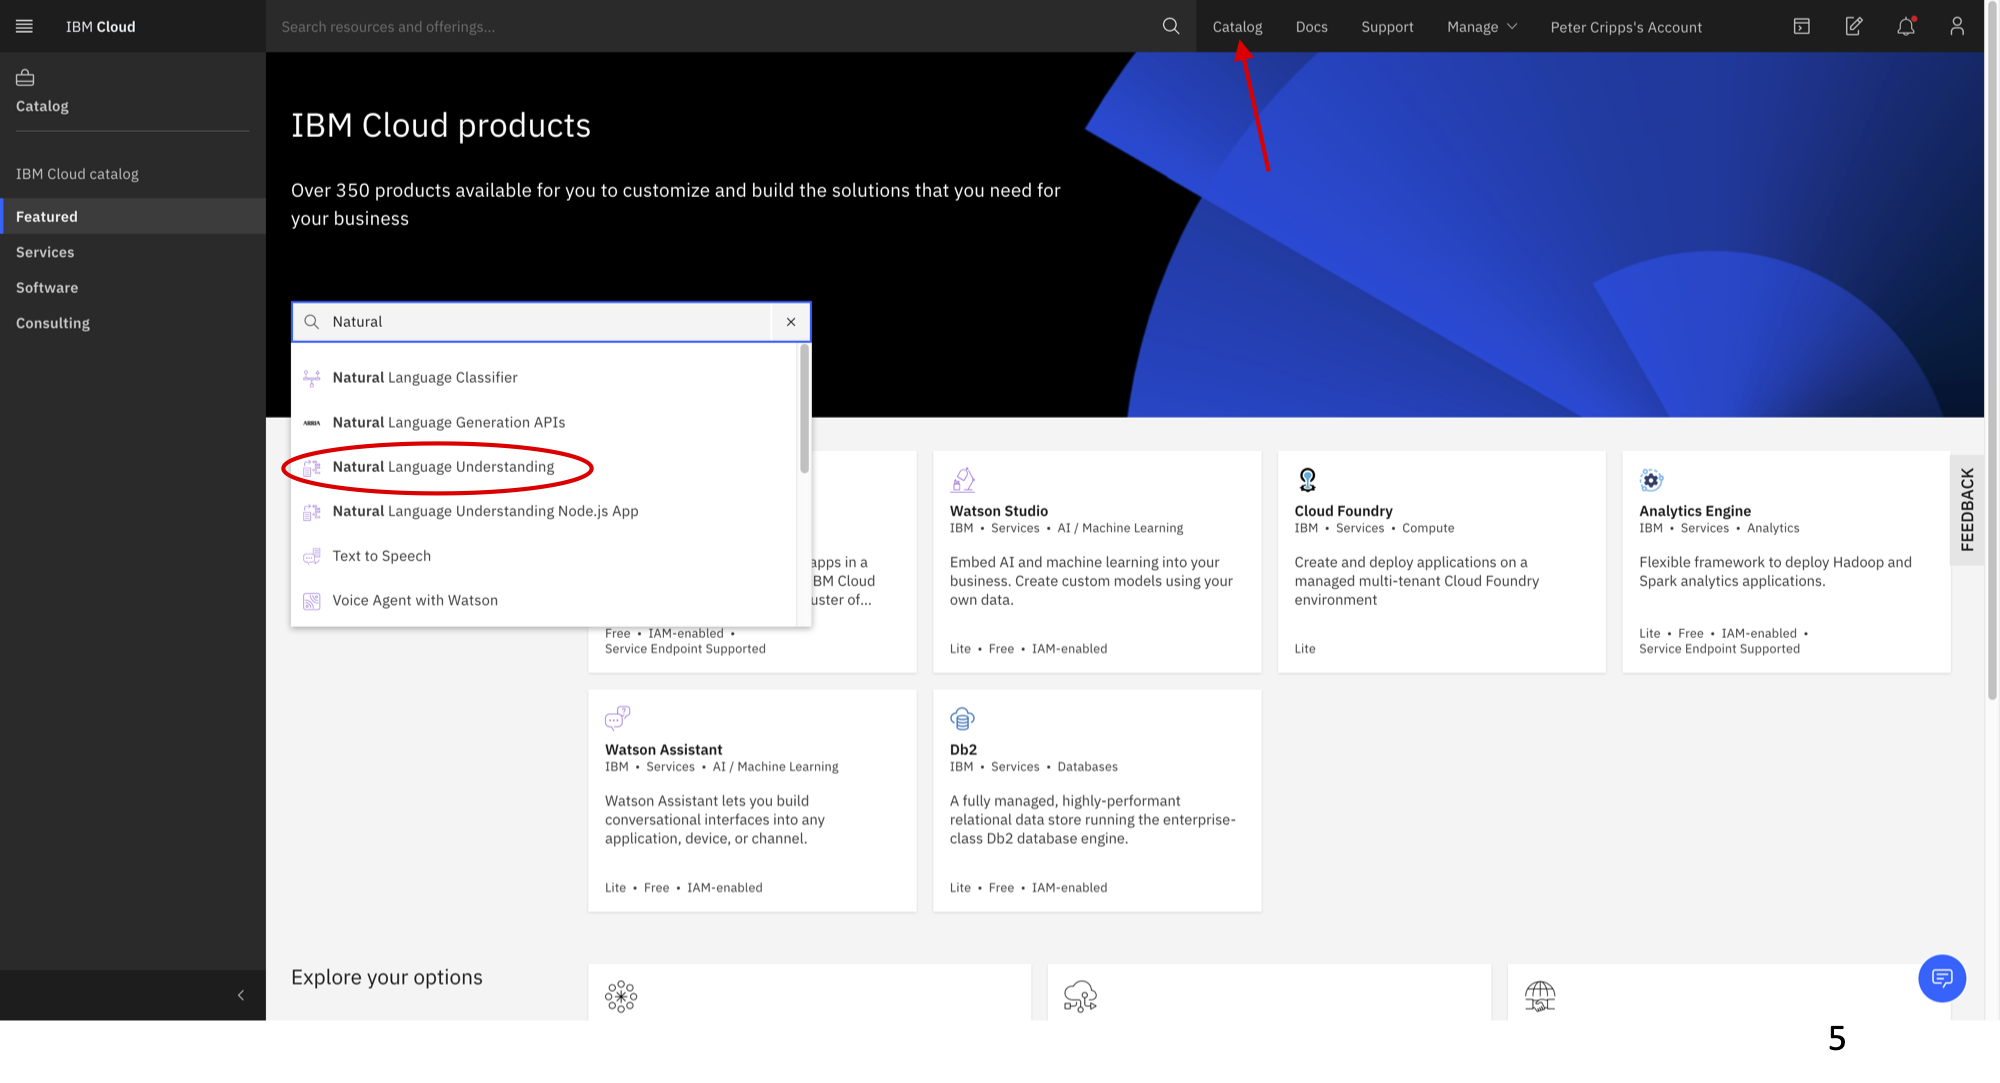 IBM Cloud
Search resources and offerings...
Catalog
Docs
Support
Manage
Peter Cripps's Account
Catalog
IBM Cloud catalog
Featured
Services
Software
Consulting
IBM Cloud products
Over 350 products available for you to customize and build the solutions that you need for
your business
Natural
Natural Language Classifier
ARRIA
Natural Language Generation APIs
Natural Language Understanding
Natural Language Understanding Node.js App
Text to Speech
Voice Agent with Watson
apps in a
BM Cloud
uster of...
Free • IAM-enabled •
Service Endpoint Supported
Watson Studio
IBM • Services • AI / Machine Learning
Embed AI and machine learning into your
business. Create custom models using your
own data.
Lite • Free • IAM-enabled
Cloud Foundry
IBM • Services • Compute
Create and deploy applications on a
managed multi-tenant Cloud Foundry
environment
Lite
Analytics Engine
IBM • Services • Analytics
Flexible framework to deploy Hadoop and
Spark analytics applications.
Lite • Free • IAM-enabled •
Service Endpoint Supported
FEEDBACK
Watson Assistant
IBM • Services • AI / Machine Learning
Watson Assistant lets you build
conversational interfaces into any
application, device, or channel.
Lite • Free • IAM-enabled
Db2
IBM • Services • Databases
A fully managed, highly-performant
relational data store running the enterprise-
class Db2 database engine.
Lite • Free • IAM-enabled
Explore your options
5